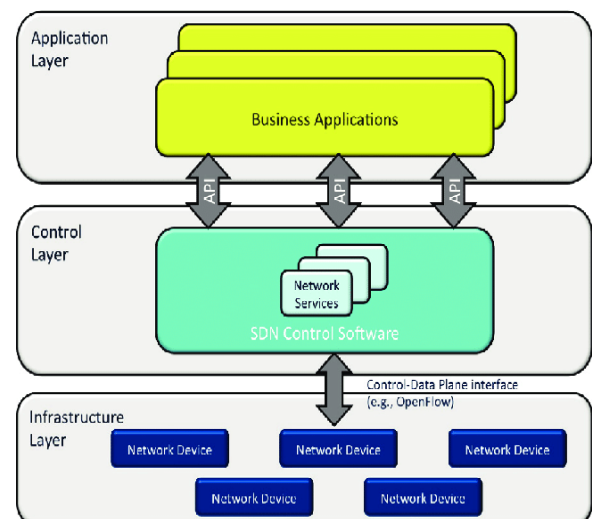 Application
Layer
Business Applications
API
API
API
Control
Layer
Network
Services
SDN Control Software
Control-Data Plane interface
(e.g., OpenFlow)
Infrastructure
Layer
Network Device
Network Device
Network Device
Network Device
Network Device